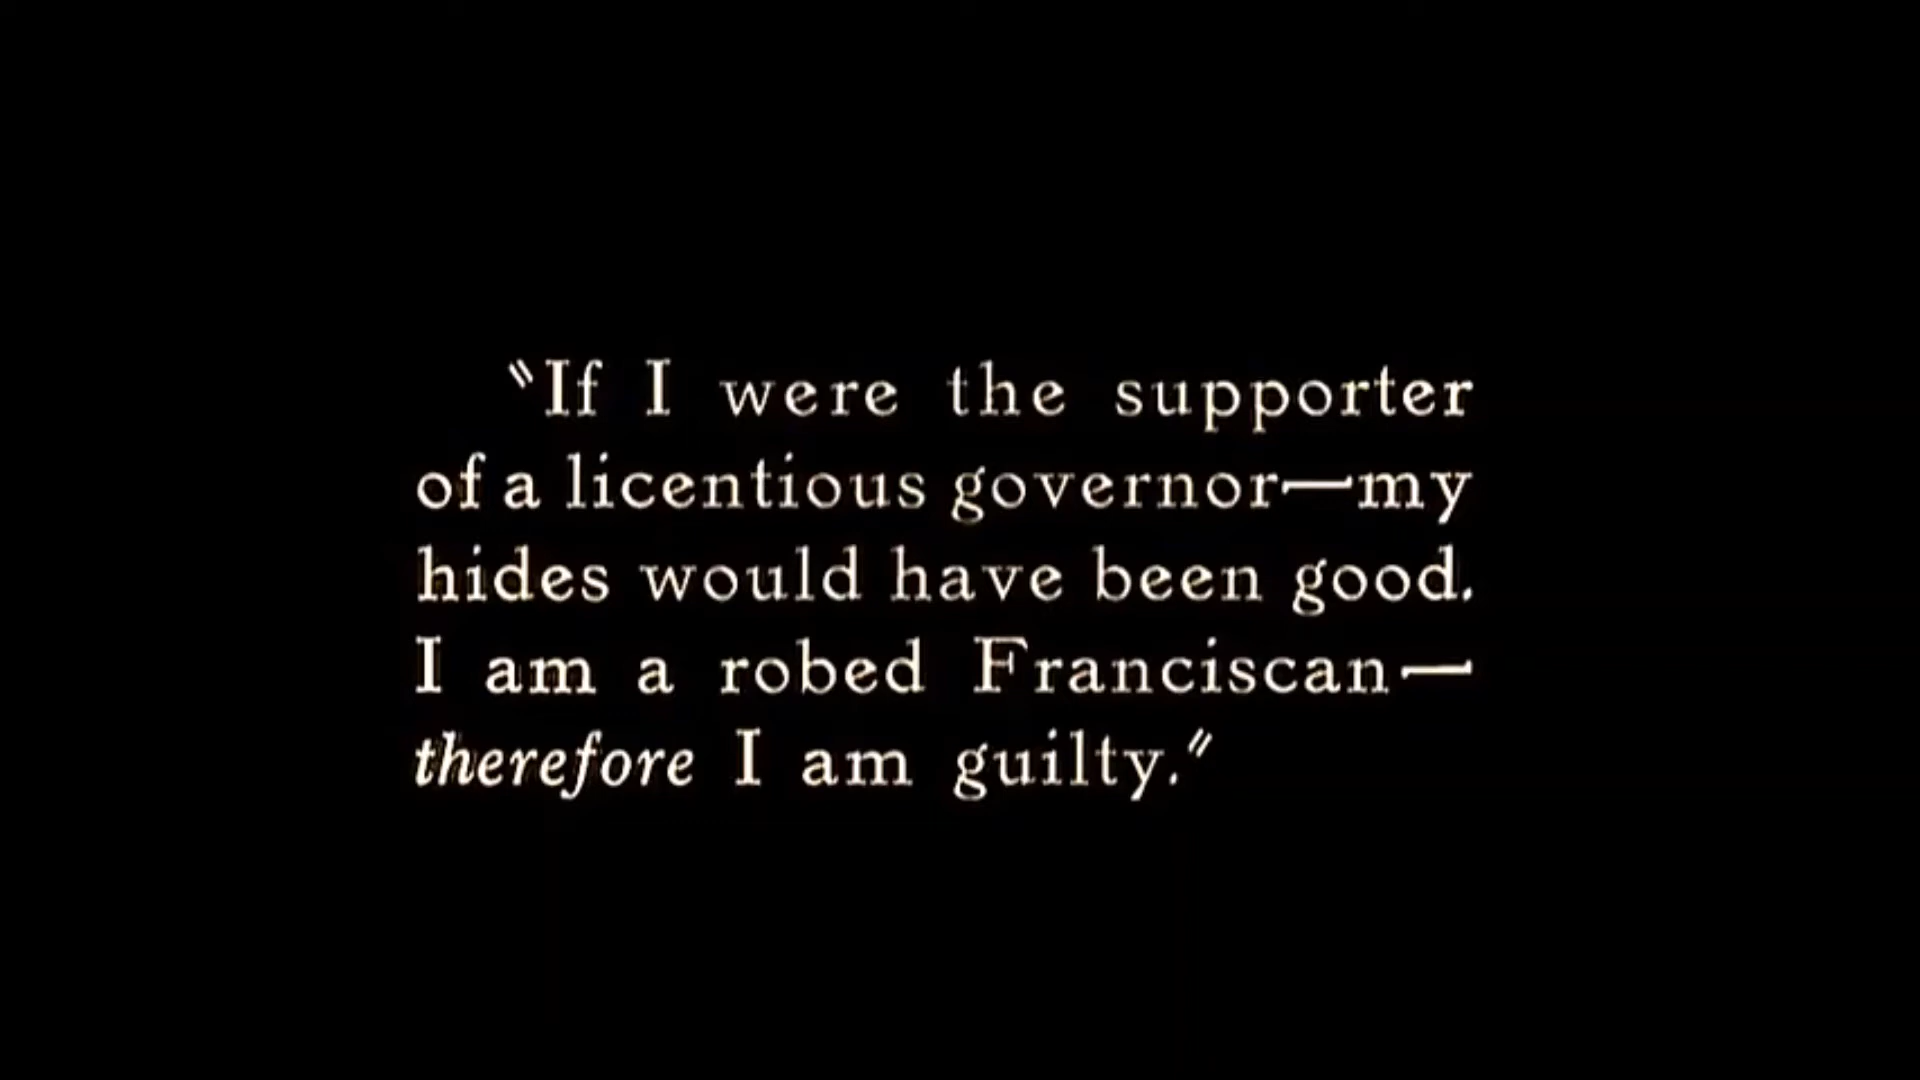 "If I were the supporter
of a licentious governor—my
hides would have been good.
I am a robed Franciscan—
therefore I am guilty."